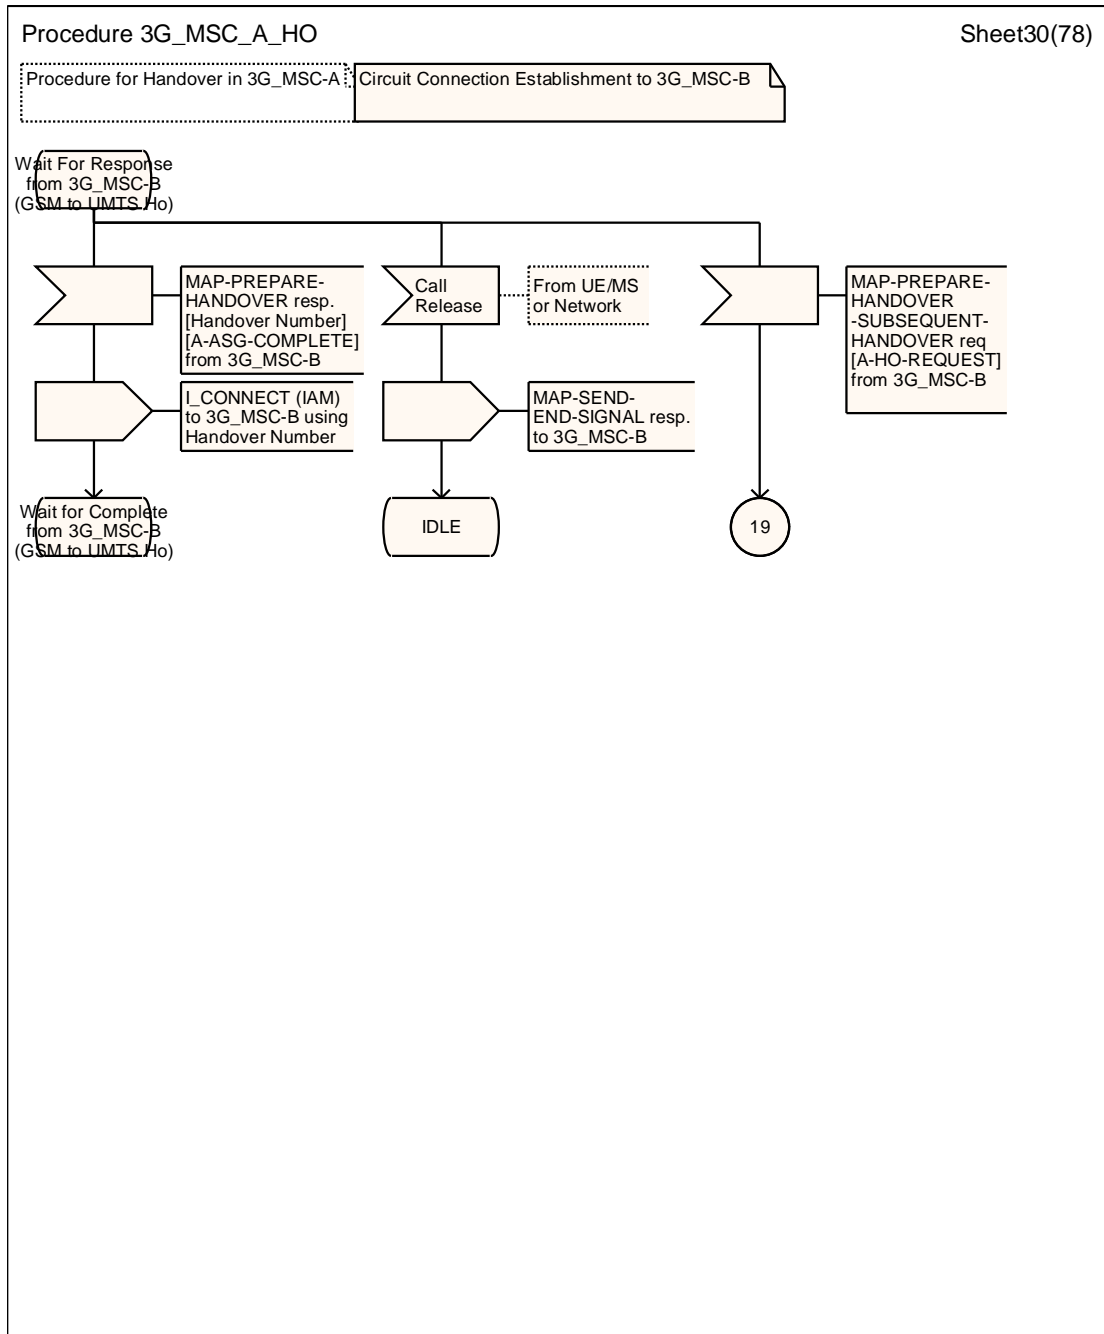 Procedure 3G_MSC_A_HO
Sheet30(78)
Procedure for Handover in 3G_MSC-A
Circuit Connection Establishment to 3G_MSC-B
Wait For Response
from 3G_MSC-B
(GSM to UMTS Ho)
MAP-PREPARE-
HANDOVER resp.
[Handover Number]
[A-ASG-COMPLETE]
from 3G_MSC-B
Call
Release
From UE/MS
or Network
MAP-PREPARE-
HANDOVER
-SUBSEQUENT-
HANDOVER req
[A-HO-REQUEST]
from 3G_MSC-B
I_CONNECT (IAM)
to 3G_MSC-B using
Handover Number
MAP-SEND-
END-SIGNAL resp.
to 3G_MSC-B
Wait for Complete
from 3G_MSC-B
(GSM to UMTS Ho)
IDLE
19